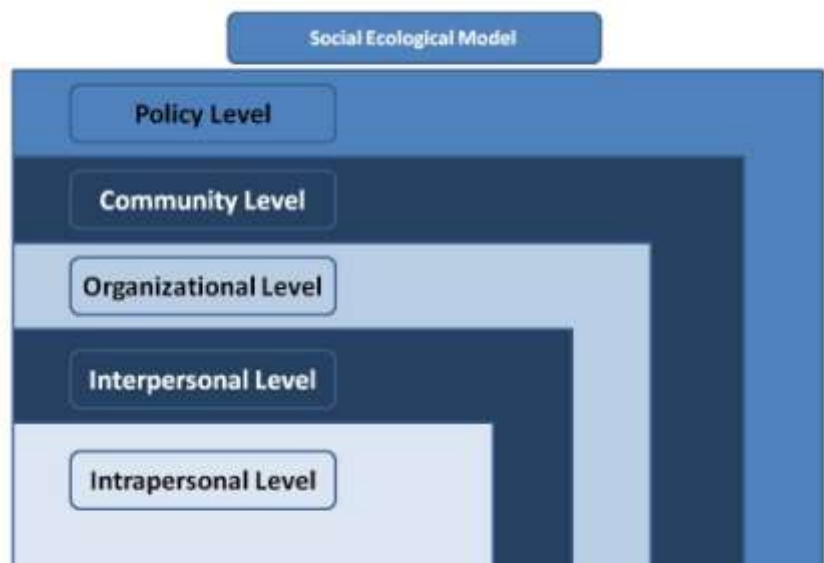 Social Ecological Model
Policy Level
Community Level
Organizational Level
Interpersonal Level
Intrapersonal Level